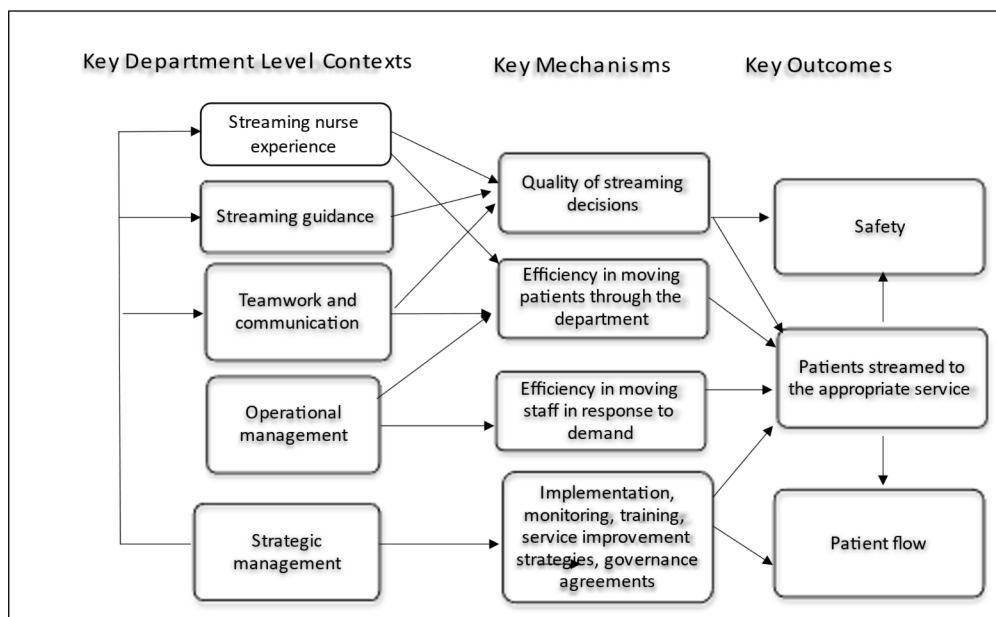 Key Department Level Contexts
Key Mechanisms
Key Outcomes
Streaming nurse
experience
Streaming guidance
Teamwork and
communication
Operational
management
Strategic
management
Quality of streaming
decisions
Efficiency in moving
patients through the
department
Efficiency in moving
staff in response to
demand
Implementation,
monitoring, training,
service improvement
strategies, governance
agreements
Safety
Patients streamed to
the appropriate service
Patient flow